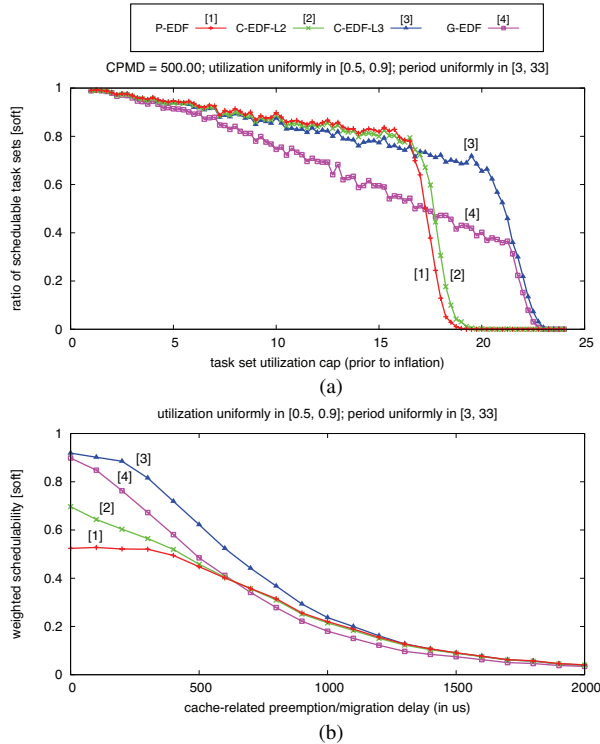 P-EDF [1] C-EDF-L2 [2] C-EDF-L3 [3] G-EDF [4]
CPMD = 500.00; utilization uniformly in [0.5, 0.9]; period uniformly in [3, 33]
ratio of schedulable task sets [soft]
1
0.8
0.6
0.4
0.2
0
[3]
[4]
[1]
[2]
0 5 10 15 20 25
task set utilization cap (prior to inflation)
(a)
utilization uniformly in [0.5, 0.9]; period uniformly in [3, 33]
weighted schedulability [soft]
1
0.8
0.6
0.4
0.2
0
[3]
[4]
[2]
[1]
0 500 1000 1500 2000
cache-related preemption/migration delay (in us)
(b)